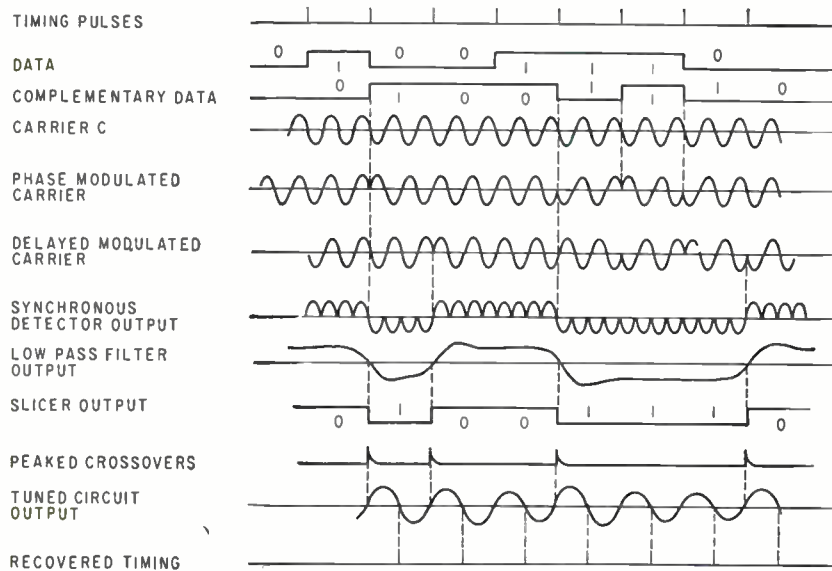 TIMING PULSES
0 0 0 0
DATA
1 1 1 1
0
COMPLEMENTARY DATA
1 0 0 1 1 1 0
CARRIER C
PHASE MODULATED
CARRIER
DELAYED MODULATED
CARRIER
SYNCHRONOUS
DETECTOR OUTPUT
LOW PASS FILTER
OUTPUT
SLICER OUTPUT
0 1 0 0 1 1 1 0
PEAKED CROSSOVERS
TUNED CIRCUIT
OUTPUT
RECOVERED TIMING